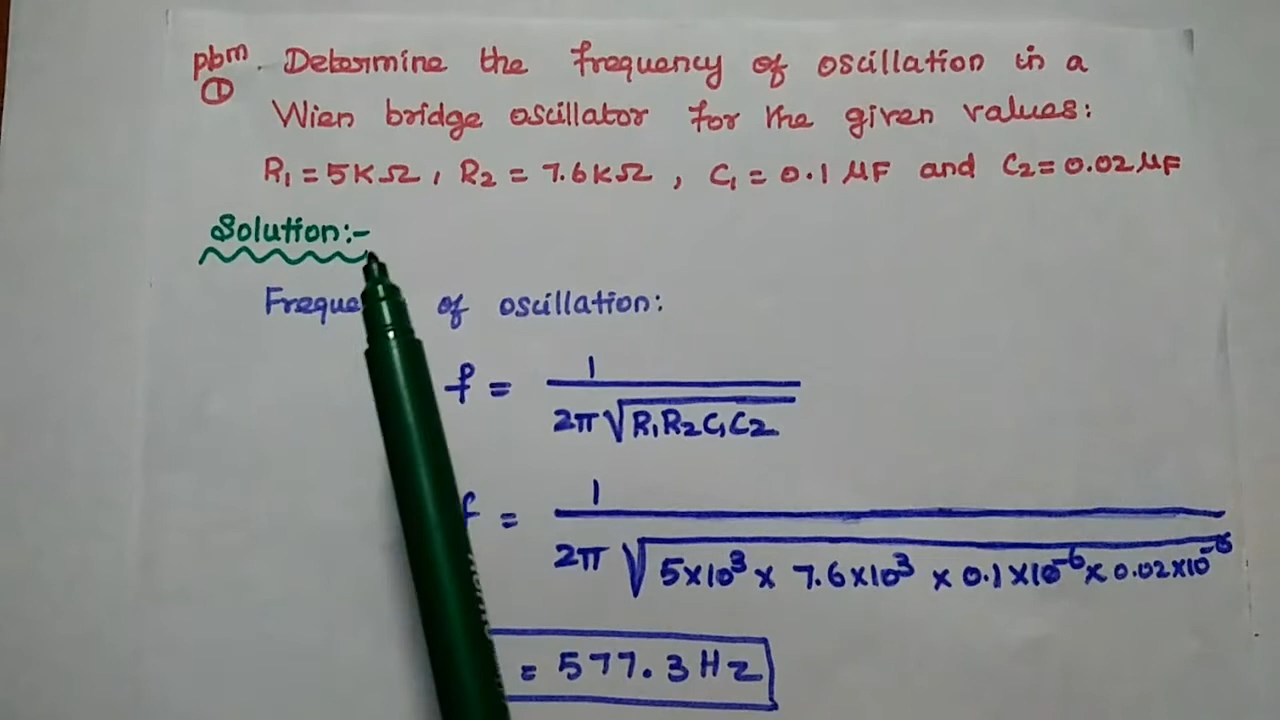 pbm. Determine the frequency of oscillation in a
① Wien bridge oscillator for the given values:
R₁ = 5KΩ, R₂ = 7.6KΩ, C₁ = 0.1 μF and C₂ = 0.02 μF
Solution:-
of oscillation:
f = 1
2π√R₁R₂C₁C₂
f = 1
2π √5×10³ × 7.6×10³ × 0.1×10⁻⁶ × 0.02×10⁻⁶
= 577.3 Hz